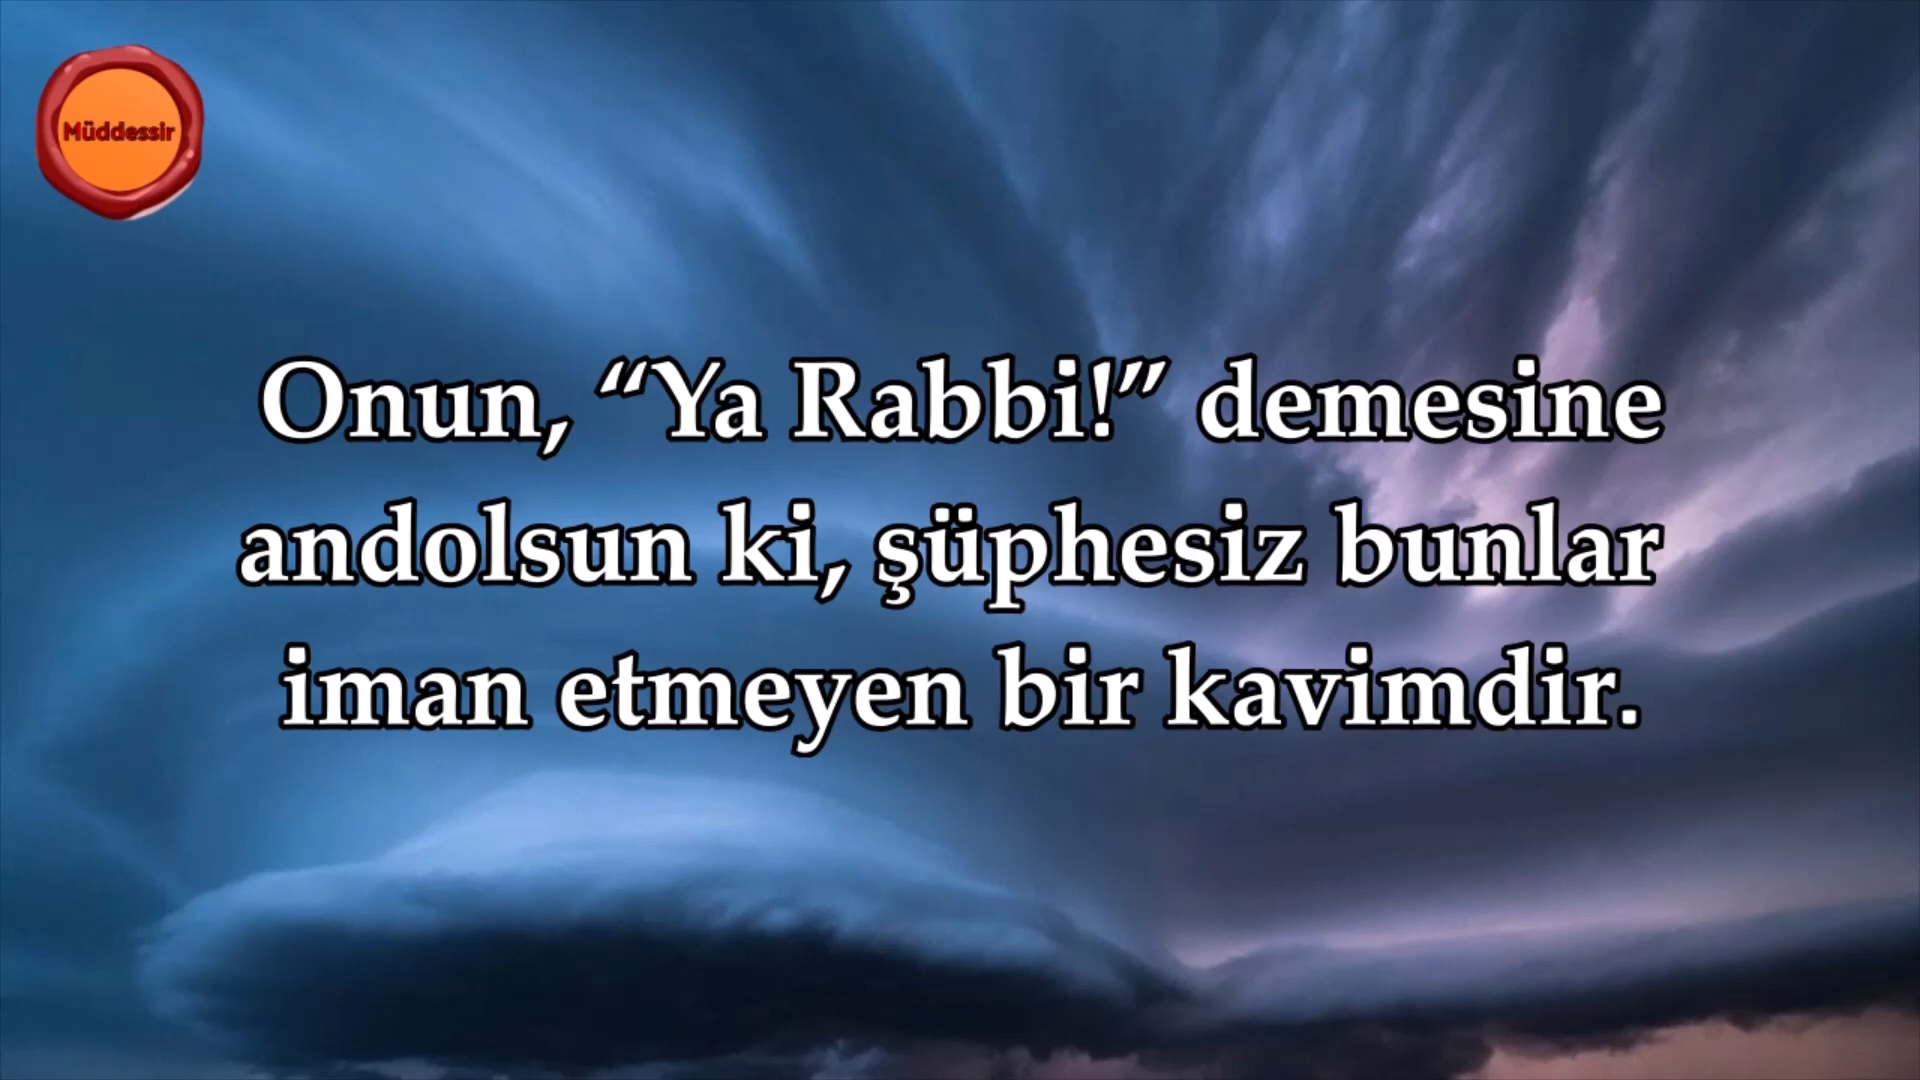 Müddessir
Onun, “Ya Rabbi!” demesine
andolsun ki, şüphesiz bunlar
iman etmeyen bir kavimdir.